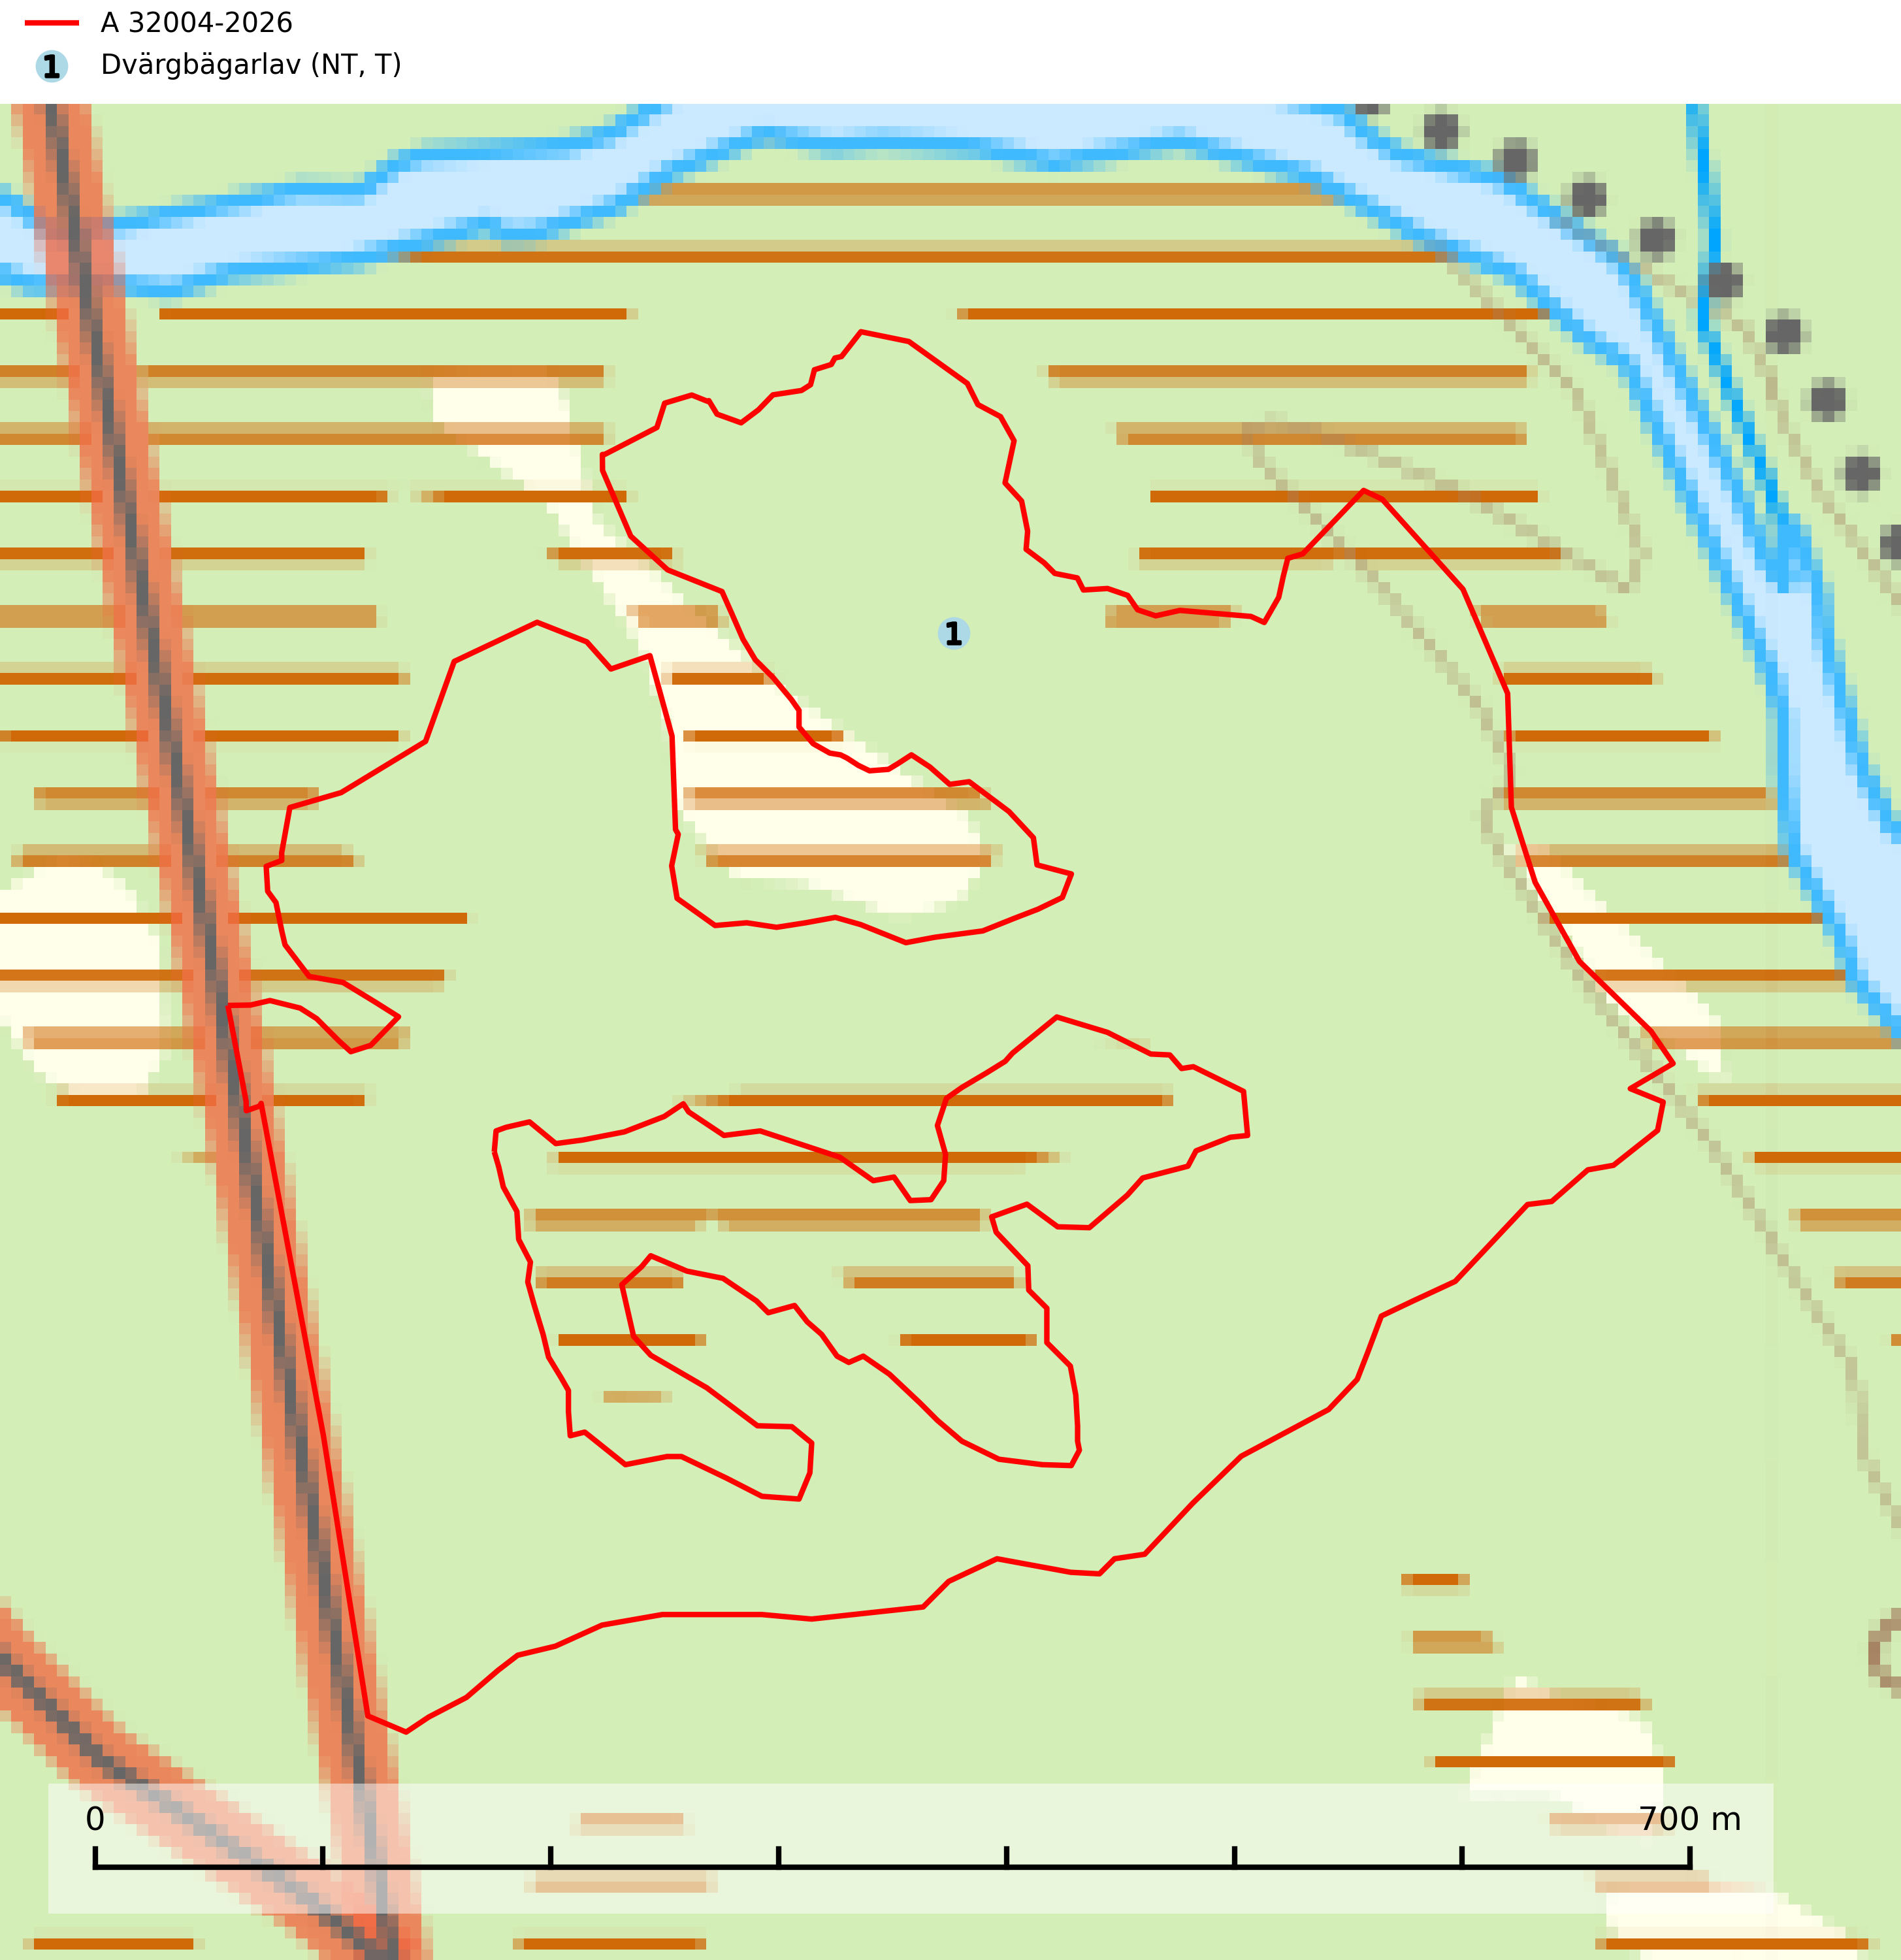 A 32004-2026
1 Dvärgbägarlav (NT, T)
1
0 700 m